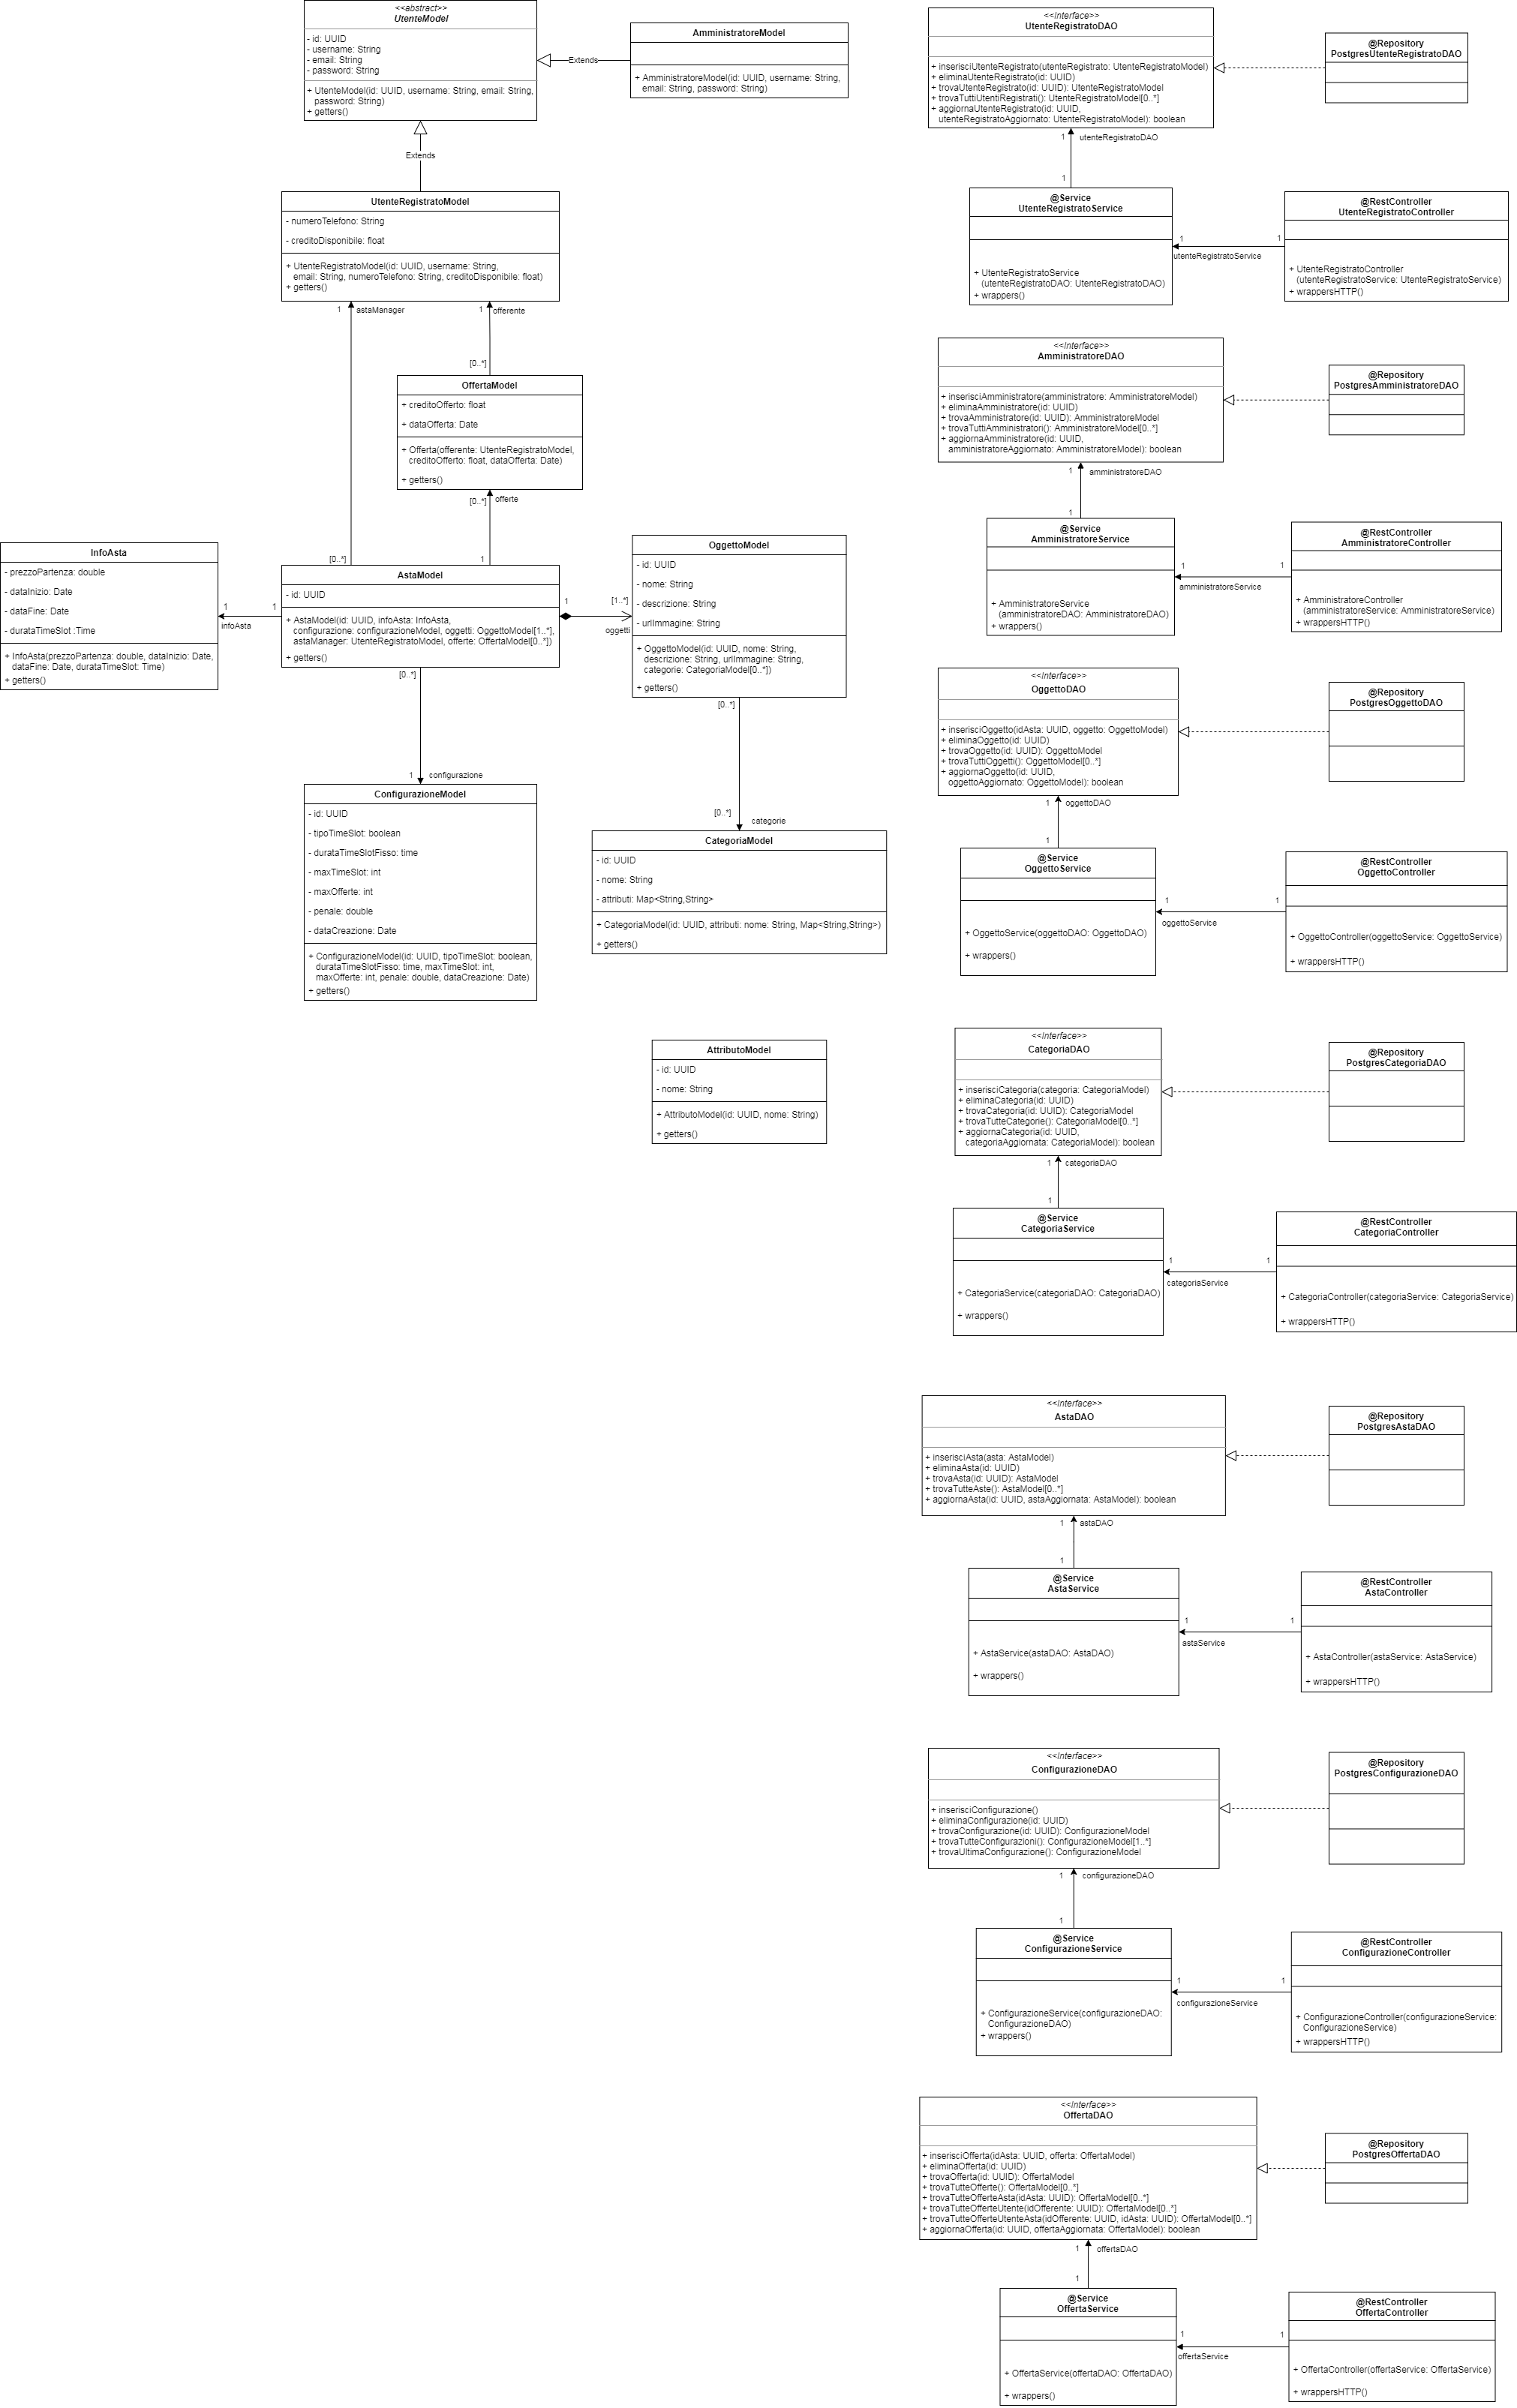 <<abstract>>
UtenteModel
- id: UUID
- username: String
- email: String
- password: String
+ UtenteModel(id: UUID, username: String, email: String,
password: String)
+ getters()
Extends
AmministratoreModel
+ AmministratoreModel(id: UUID, username: String,
email: String, password: String)
Extends
UtenteRegistratoModel
- numeroTelefono: String
- creditoDisponibile: float
+ UtenteRegistratoModel(id: UUID, username: String,
email: String, numeroTelefono: String, creditoDisponibile: float)
+ getters()
1
astaManager
1
offerente
[0..*]
OffertaModel
+ creditoOfferto: float
+ dataOfferta: Date
+ Offerta(offerente: UtenteRegistratoModel,
creditoOfferto: float, dataOfferta: Date)
+ getters()
[0..*]
offerte
[0..*]
1
InfoAsta
- prezzoPartenza: double
- dataInizio: Date
- dataFine: Date
- durataTimeSlot :Time
+ InfoAsta(prezzoPartenza: double, dataInizio: Date,
dataFine: Date, durataTimeSlot: Time)
+ getters()
1
1
infoAsta
AstaModel
- id: UUID
+ AstaModel(id: UUID, infoAsta: InfoAsta,
configurazione: configurazioneModel, oggetti: OggettoModel[1..*],
astaManager: UtenteRegistratoModel, offerte: OffertaModel[0..*])
+ getters()
1
[1..*]
oggetti
OggettoModel
- id: UUID
- nome: String
- descrizione: String
- urlImmagine: String
+ OggettoModel(id: UUID, nome: String,
descrizione: String, urlImmagine: String,
categorie: CategoriaModel[0..*])
+ getters()
[0..*]
1
configurazione
[0..*]
[0..*]
categorie
ConfigurazioneModel
- id: UUID
- tipoTimeSlot: boolean
- durataTimeSlotFisso: time
- maxTimeSlot: int
- maxOfferte: int
- penale: double
- dataCreazione: Date
+ ConfigurazioneModel(id: UUID, tipoTimeSlot: boolean,
durataTimeSlotFisso: time, maxTimeSlot: int,
maxOfferte: int, penale: double, dataCreazione: Date)
+ getters()
CategoriaModel
- id: UUID
- nome: String
- attributi: Map<String,String>
+ CategoriaModel(id: UUID, attributi: nome: String, Map<String,String>)
+ getters()
AttributoModel
- id: UUID
- nome: String
+ AttributoModel(id: UUID, nome: String)
+ getters()
<<Interface>>
UtenteRegistratoDAO
+ inserisciUtenteRegistrato(utenteRegistrato: UtenteRegistratoModel)
+ eliminaUtenteRegistrato(id: UUID)
+ trovaUtenteRegistrato(id: UUID): UtenteRegistratoModel
+ trovaTuttiUtentiRegistrati(): UtenteRegistratoModel[0..*]
+ aggiornaUtenteRegistrato(id: UUID,
utenteRegistratoAggiornato: UtenteRegistratoModel): boolean
@Repository
PostgresUtenteRegistratoDAO
1
utenteRegistratoDAO
1
@Service
UtenteRegistratoService
+ UtenteRegistratoService
(utenteRegistratoDAO: UtenteRegistratoDAO)
+ wrappers()
1
1
utenteRegistratoService
@RestController
UtenteRegistratoController
+ UtenteRegistratoController
(utenteRegistratoService: UtenteRegistratoService)
+ wrappersHTTP()
<<Interface>>
AmministratoreDAO
+ inserisciAmministratore(amministratore: AmministratoreModel)
+ eliminaAmministratore(id: UUID)
+ trovaAmministratore(id: UUID): AmministratoreModel
+ trovaTuttiAmministratori(): AmministratoreModel[0..*]
+ aggiornaAmministratore(id: UUID,
amministratoreAggiornato: AmministratoreModel): boolean
@Repository
PostgresAmministratoreDAO
1
amministratoreDAO
1
@Service
AmministratoreService
+ AmministratoreService
(amministratoreDAO: AmministratoreDAO)
+ wrappers()
1
1
amministratoreService
@RestController
AmministratoreController
+ AmministratoreController
(amministratoreService: AmministratoreService)
+ wrappersHTTP()
<<Interface>>
OggettoDAO
+ inserisciOggetto(idAsta: UUID, oggetto: OggettoModel)
+ eliminaOggetto(id: UUID)
+ trovaOggetto(id: UUID): OggettoModel
+ trovaTuttiOggetti(): OggettoModel[0..*]
+ aggiornaOggetto(id: UUID,
oggettoAggiornato: OggettoModel): boolean
@Repository
PostgresOggettoDAO
1
oggettoDAO
1
@Service
OggettoService
+ OggettoService(oggettoDAO: OggettoDAO)
+ wrappers()
1
1
oggettoService
@RestController
OggettoController
+ OggettoController(oggettoService: OggettoService)
+ wrappersHTTP()
<<Interface>>
CategoriaDAO
+ inserisciCategoria(categoria: CategoriaModel)
+ eliminaCategoria(id: UUID)
+ trovaCategoria(id: UUID): CategoriaModel
+ trovaTutteCategorie(): CategoriaModel[0..*]
+ aggiornaCategoria(id: UUID,
categoriaAggiornata: CategoriaModel): boolean
@Repository
PostgresCategoriaDAO
1
categoriaDAO
1
@Service
CategoriaService
+ CategoriaService(categoriaDAO: CategoriaDAO)
+ wrappers()
1
1
categoriaService
@RestController
CategoriaController
+ CategoriaController(categoriaService: CategoriaService)
+ wrappersHTTP()
<<Interface>>
AstaDAO
+ inserisciAsta(asta: AstaModel)
+ eliminaAsta(id: UUID)
+ trovaAsta(id: UUID): AstaModel
+ trovaTutteAste(): AstaModel[0..*]
+ aggiornaAsta(id: UUID, astaAggiornata: AstaModel): boolean
@Repository
PostgresAstaDAO
1
astaDAO
1
@Service
AstaService
+ AstaService(astaDAO: AstaDAO)
+ wrappers()
1
1
astaService
@RestController
AstaController
+ AstaController(astaService: AstaService)
+ wrappersHTTP()
<<Interface>>
ConfigurazioneDAO
+ inserisciConfigurazione()
+ eliminaConfigurazione(id: UUID)
+ trovaConfigurazione(id: UUID): ConfigurazioneModel
+ trovaTutteConfigurazioni(): ConfigurazioneModel[1..*]
+ trovaUltimaConfigurazione(): ConfigurazioneModel
@Repository
PostgresConfigurazioneDAO
1
configurazioneDAO
1
@Service
ConfigurazioneService
+ ConfigurazioneService(configurazioneDAO:
ConfigurazioneDAO)
+ wrappers()
1
1
configurazioneService
@RestController
ConfigurazioneController
+ ConfigurazioneController(configurazioneService:
ConfigurazioneService)
+ wrappersHTTP()
<<Interface>>
OffertaDAO
+ inserisciOfferta(idAsta: UUID, offerta: OffertaModel)
+ eliminaOfferta(id: UUID)
+ trovaOfferta(id: UUID): OffertaModel
+ trovaTutteOfferte(): OffertaModel[0..*]
+ trovaTutteOfferteAsta(idAsta: UUID): OffertaModel[0..*]
+ trovaTutteOfferteUtente(idOfferente: UUID): OffertaModel[0..*]
+ trovaTutteOfferteUtenteAsta(idOfferente: UUID, idAsta: UUID): OffertaModel[0..*]
+ aggiornaOfferta(id: UUID, offertaAggiornata: OffertaModel): boolean
@Repository
PostgresOffertaDAO
1
offertaDAO
1
@Service
OffertaService
+ OffertaService(offertaDAO: OffertaDAO)
+ wrappers()
1
1
offertaService
@RestController
OffertaController
+ OffertaController(offertaService: OffertaService)
+ wrappersHTTP()